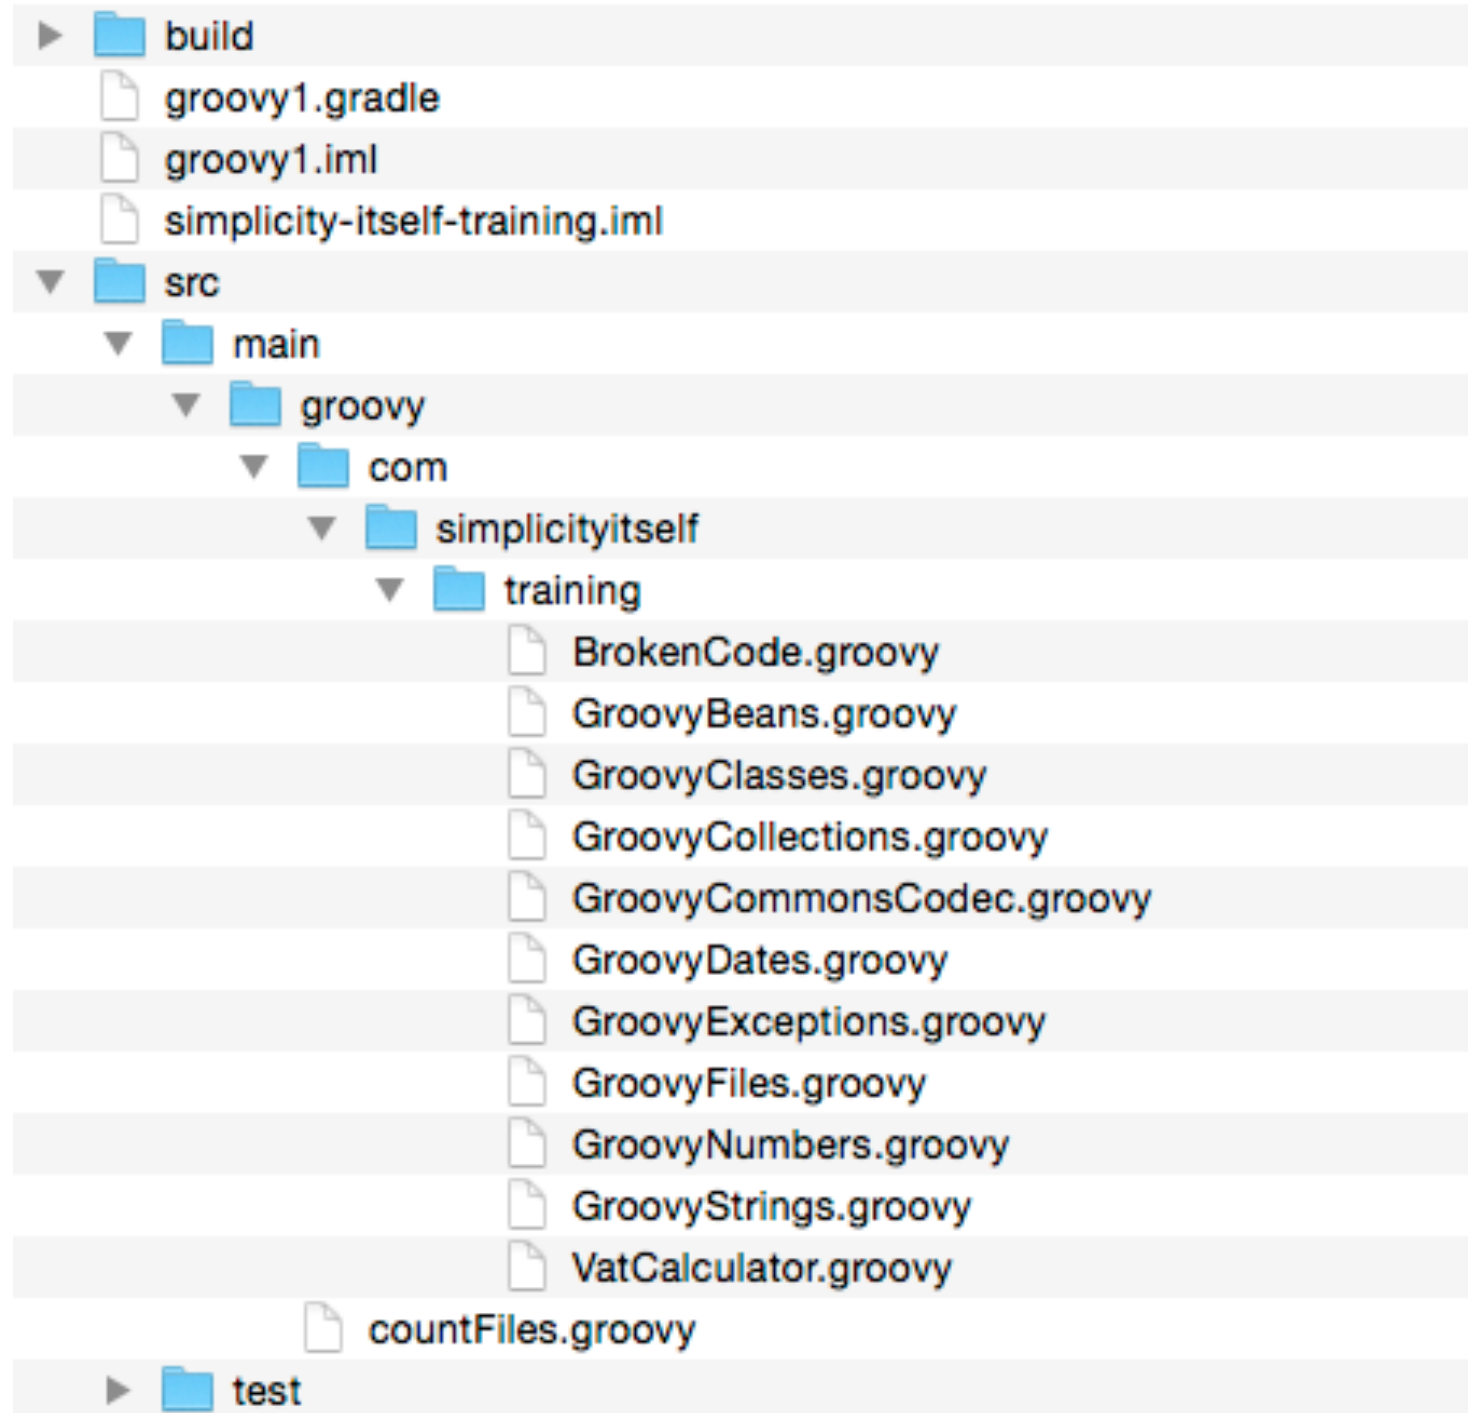 build
groovy1.gradle
groovy1.iml
simplicity-itself-training.iml
src
main
groovy
com
simplicityitself
training
BrokenCode.groovy
GroovyBeans.groovy
GroovyClasses.groovy
GroovyCollections.groovy
GroovyCommonsCodec.groovy
GroovyDates.groovy
GroovyExceptions.groovy
GroovyFiles.groovy
GroovyNumbers.groovy
GroovyStrings.groovy
VatCalculator.groovy
countFiles.groovy
test